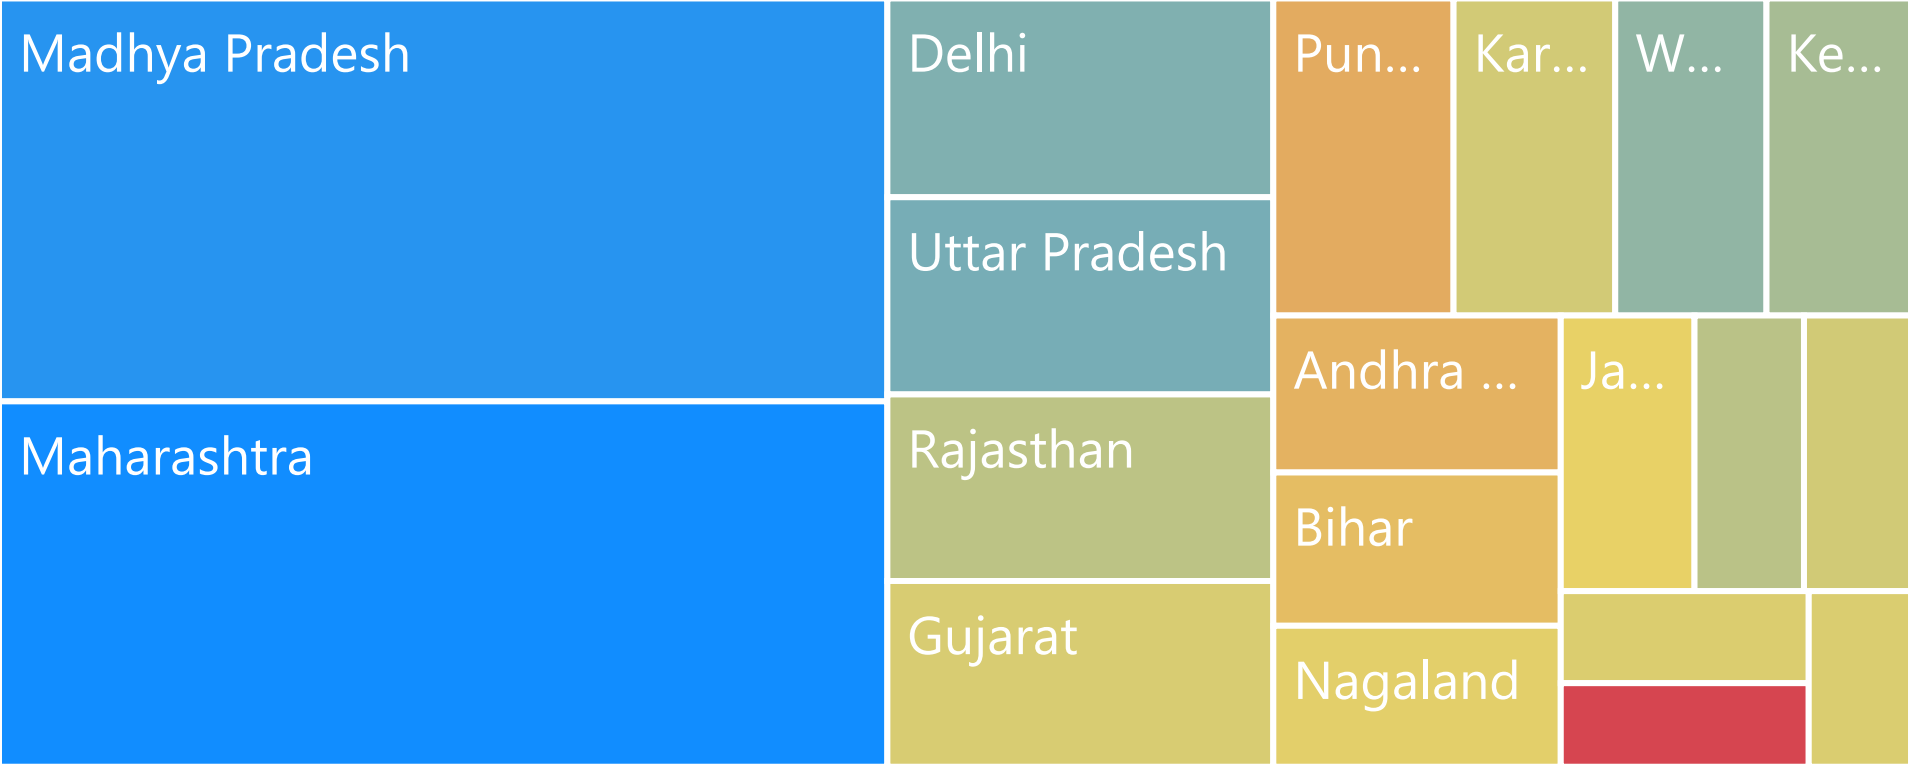 Madhya Pradesh
Maharashtra
Delhi
Uttar Pradesh
Rajasthan
Gujarat
Pun...
Kar...
W...
Ke...
Andhra ...
Bihar
Nagaland
Ja...